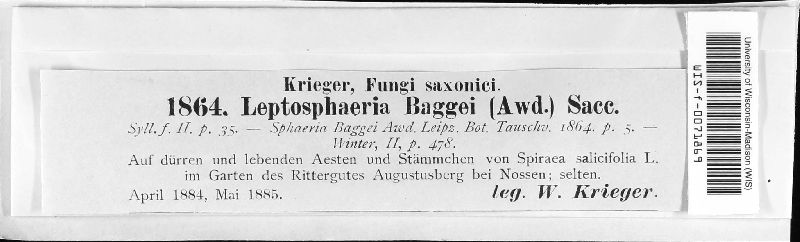 Krieger, Fungi saxonici.
1864. Leptosphaeria Baggei (Awd.) Sacc.
Syll. f. II. p. 35. — Sphaeria Baggei Awd. Leipz. Bot. Tauschv. 1864. p. 5. —
Winter, II, p. 478.
Auf dürren und lebenden Aesten und Stämmchen von Spiraea salicifolia L.
im Garten des Rittergutes Augustusberg bei Nossen; selten.
April 1884, Mai 1885. leg. W. Krieger.
University of Wisconsin-Madison (WIS)
WIS-f-0071869